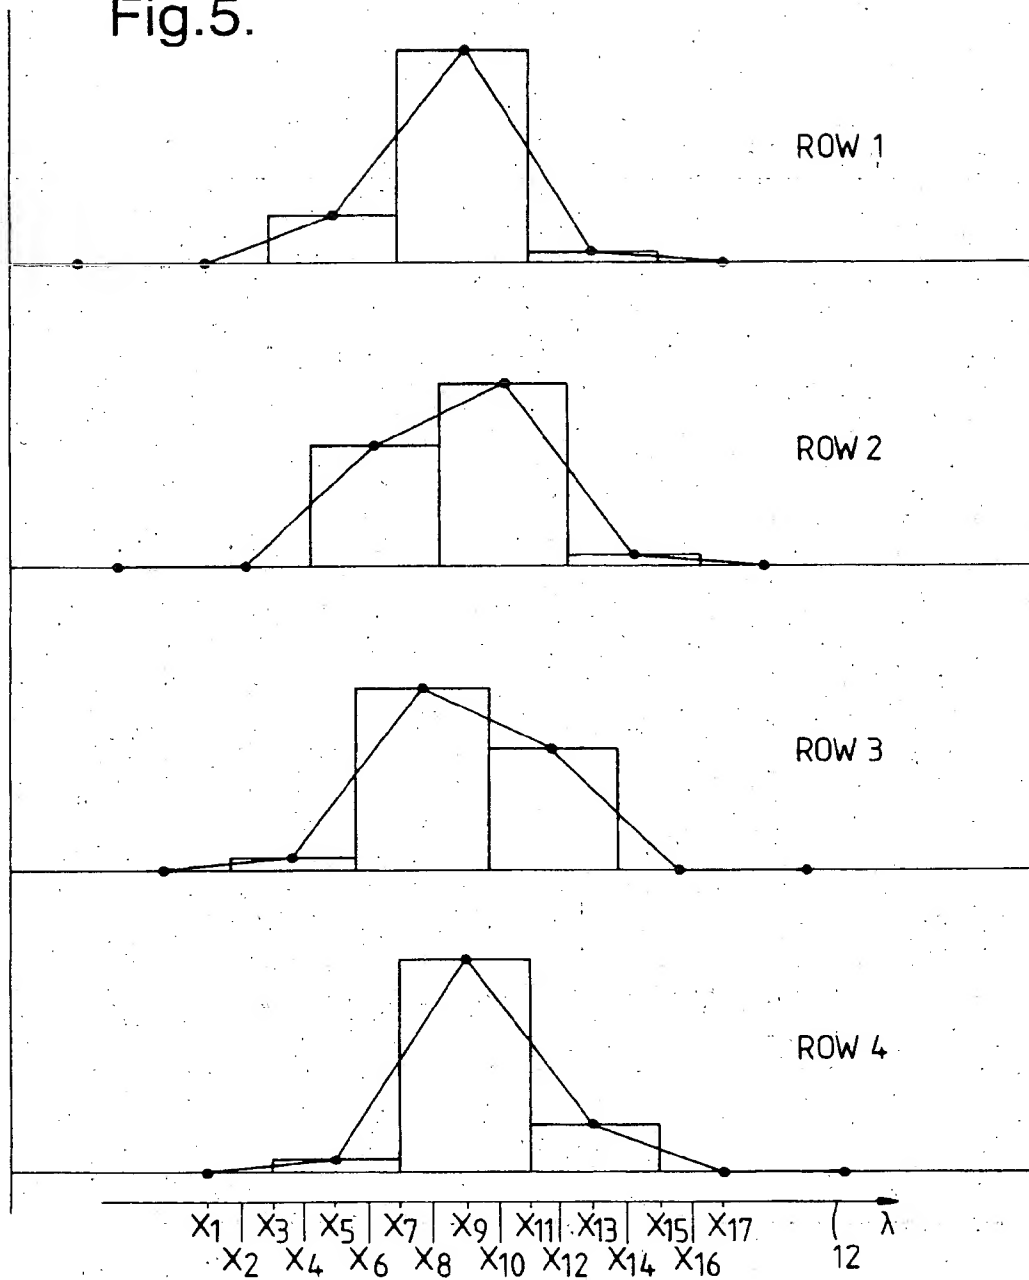 Fig.5.
ROW 1
ROW 2
ROW 3
ROW 4
X1 X3 X5 X7 X9 X11 X13 X15 X17 λ
X2 X4 X6 X8 X10 X12 X14 X16 12